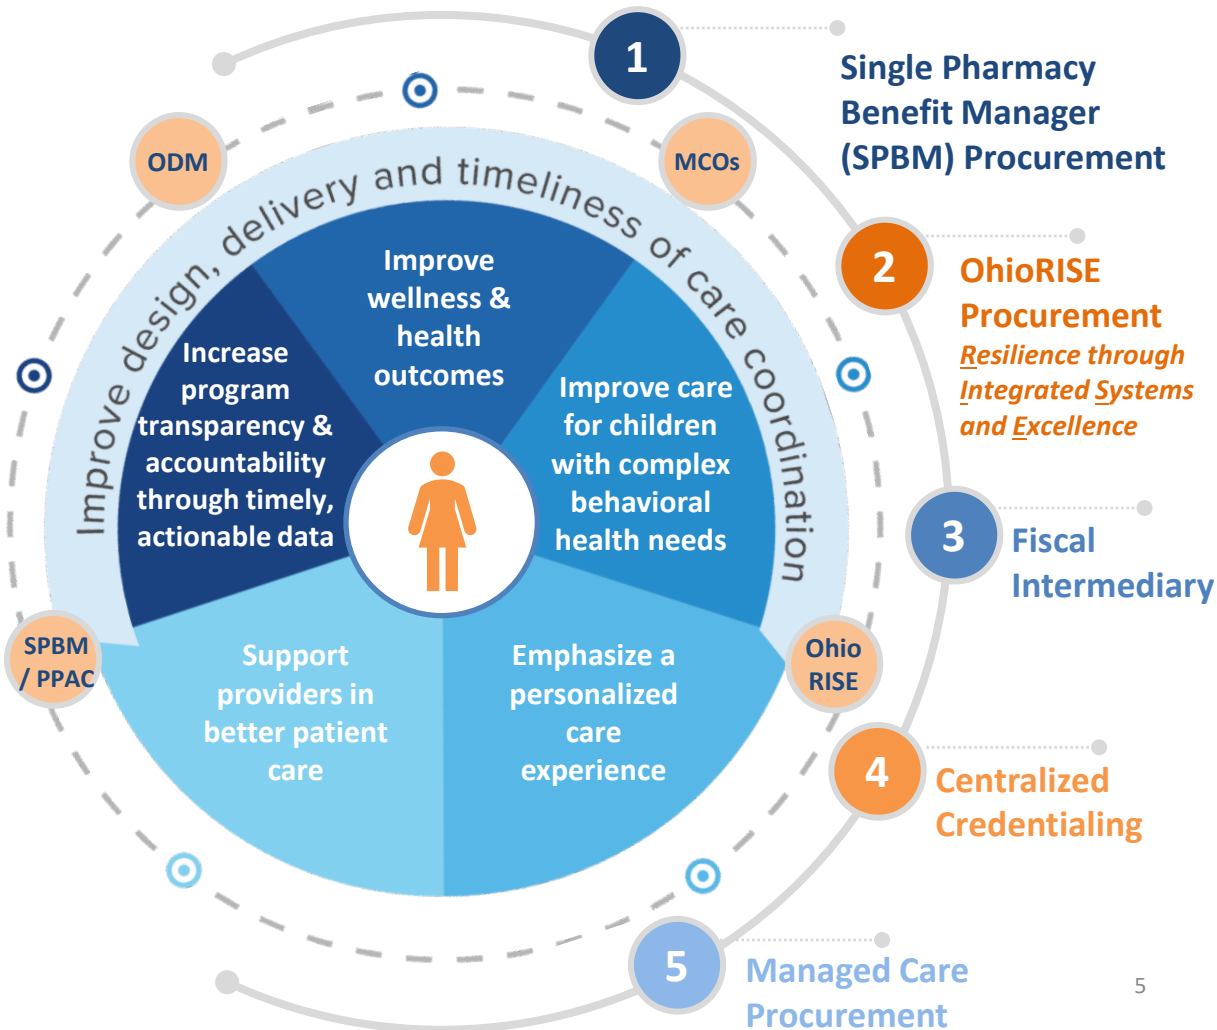 1
Single Pharmacy
Benefit Manager
(SPBM) Procurement
ODM
MCOs
Improve design, delivery and timeliness of care coordination
2
OhioRISE
Procurement
Resilience through
Integrated Systems
and Excellence
Improve
wellness &
health
outcomes
Increase
program
transparency &
accountability
through timely,
actionable data
Improve care
for children
with complex
behavioral
health needs
3
Fiscal
Intermediary
SPBM
/ PPAC
Support
providers in
better patient
care
Emphasize a
personalized
care
experience
Ohio
RISE
4
Centralized
Credentialing
5
Managed Care
Procurement
5